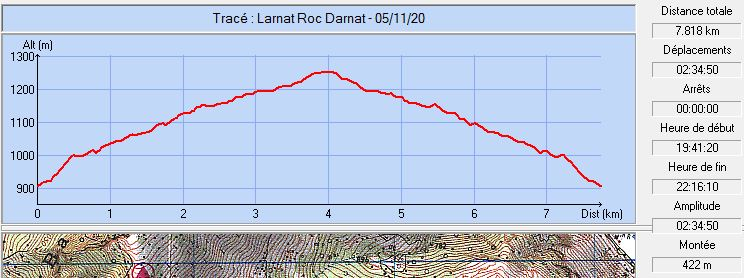 Tracé : Larnat Roc Darnat - 05/11/20
Alt (m)
1300
1200
1100
1000
900
0 1 2 3 4 5 6 7 Dist (km)
Distance totale
7.818 km
Déplacements
02:34:50
Arrêts
00:00:00
Heure de début
19:41:20
Heure de fin
22:16:10
Amplitude
02:34:50
Montée
422 m